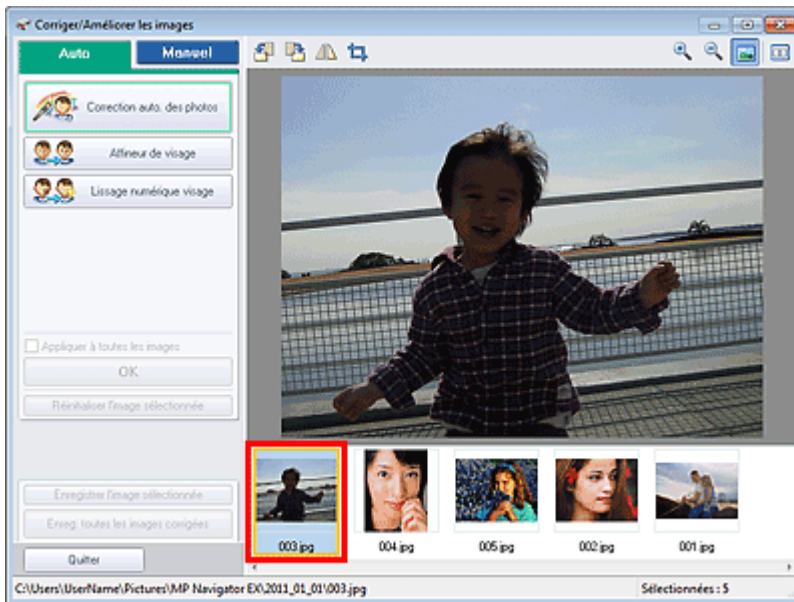 Corriger/Améliorer les images
Auto
Manuel
Correction auto. des photos
Affineur de visage
Lissage numérique visage
Appliquer à toutes les images
OK
Réinitialiser l'image sélectionnée
Enregistrer l'image sélectionnée
Enreg. toutes les images corrigées
Quitter
003.jpg
004.jpg
005.jpg
002.jpg
001.jpg
C:\Users\UserName\Pictures\MP Navigator EX\2011_01_01\003.jpg
Sélectionnées : 5